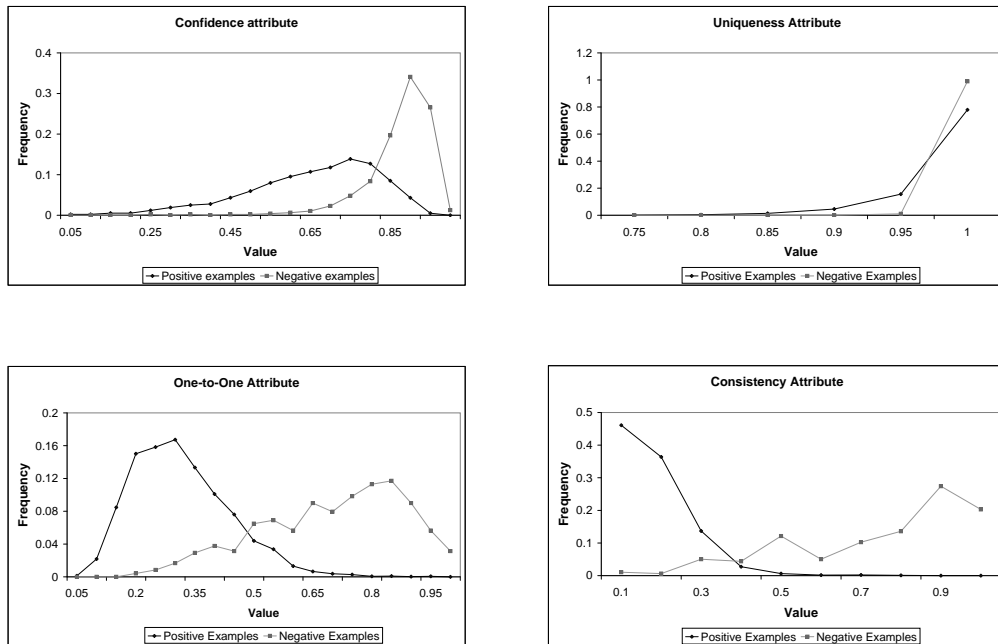 Confidence attribute
0.4
0.3
0.2
0.1
0
Frequency
0.05 0.25 0.45 0.65 0.85
Value
Positive examples Negative examples
Uniqueness Attribute
1.2
1
0.8
0.6
0.4
0.2
0
Frequency
0.75 0.8 0.85 0.9 0.95 1
Value
Positive Examples Negative Examples
One-to-One Attribute
0.2
0.16
0.12
0.08
0.04
0
Frequency
0.05 0.2 0.35 0.5 0.65 0.8 0.95
Value
Positive Examples Negative Examples
Consistency Attribute
0.5
0.4
0.3
0.2
0.1
0
Frequency
0.1 0.3 0.5 0.7 0.9
Value
Positive Examples Negative Examples